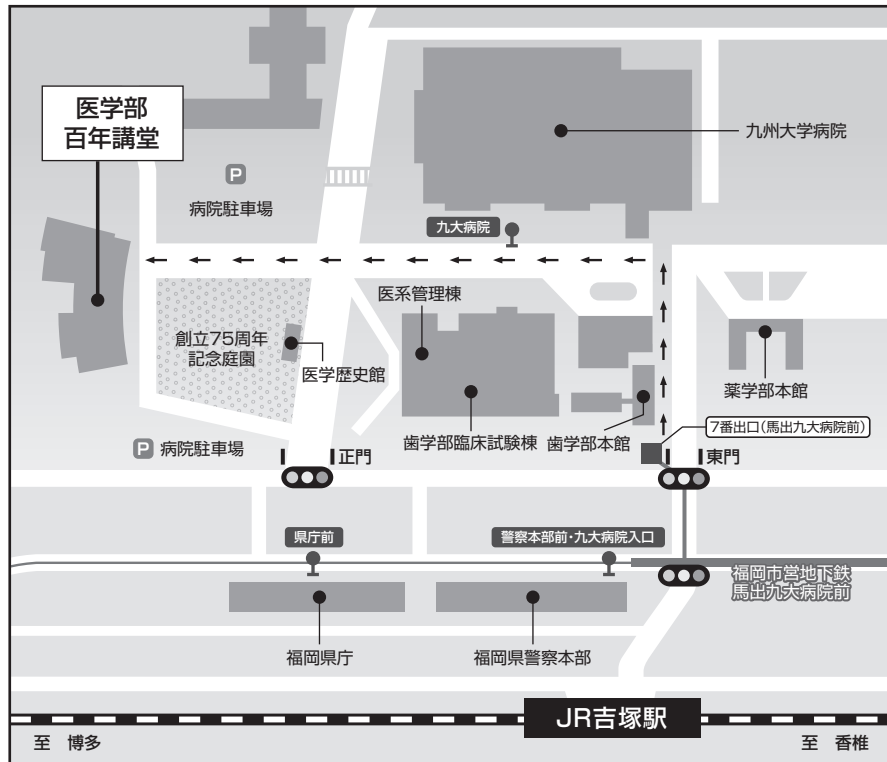 医学部
百年講堂
九州大学病院
P
病院駐車場
九大病院
医系管理棟
創立75周年
記念庭園
医学歴史館
薬学部本館
7番出口(馬出九大病院前)
歯学部臨床試験棟
歯学部本館
P 病院駐車場
正門
東門
県庁前
警察本部前・九大病院入口
福岡市営地下鉄
馬出九大病院前
福岡県庁
福岡県警察本部
JR吉塚駅
至 博多
至 香椎